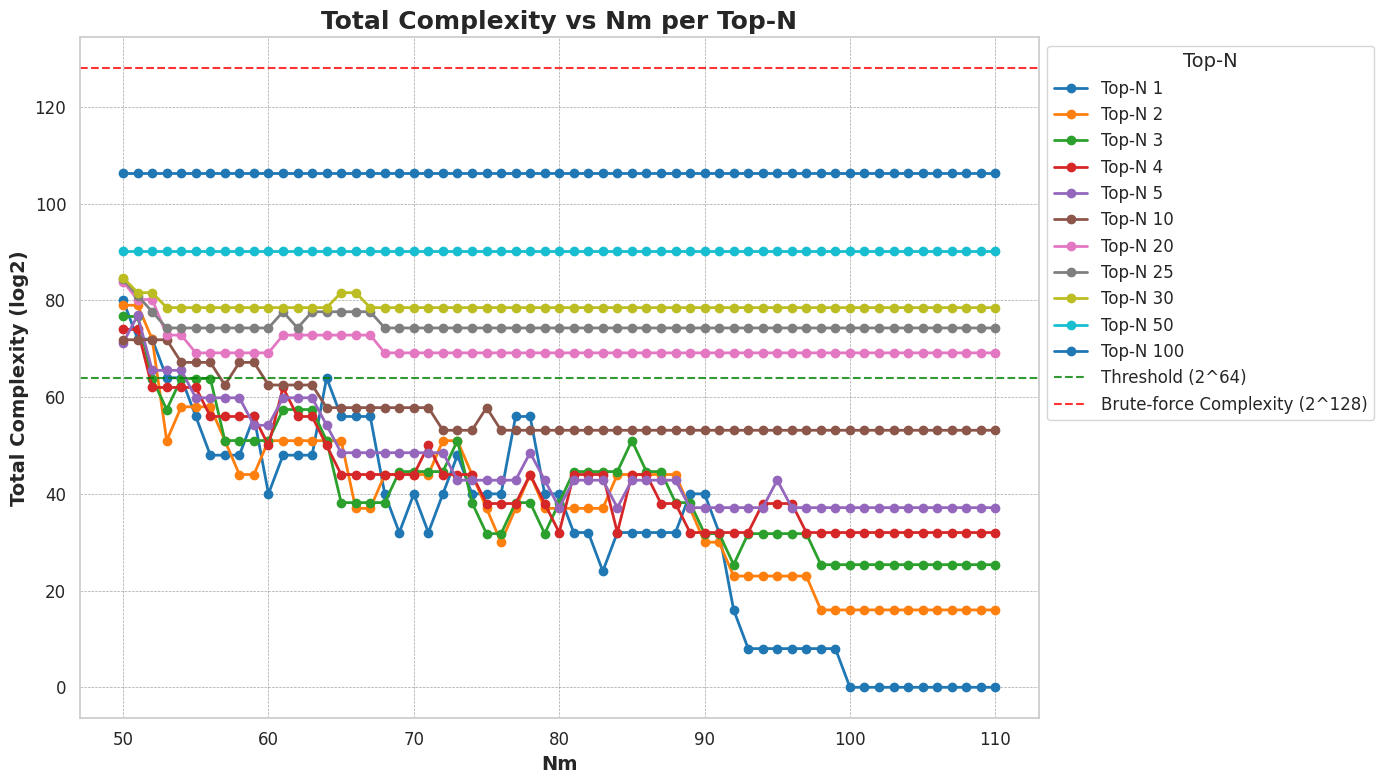 Total Complexity vs Nm per Top-N
Total Complexity (log2)
120
100
80
60
40
20
0
50 60 70 80 90 100 110
Nm
Top-N
Top-N 1
Top-N 2
Top-N 3
Top-N 4
Top-N 5
Top-N 10
Top-N 20
Top-N 25
Top-N 30
Top-N 50
Top-N 100
Threshold (2^64)
Brute-force Complexity (2^128)